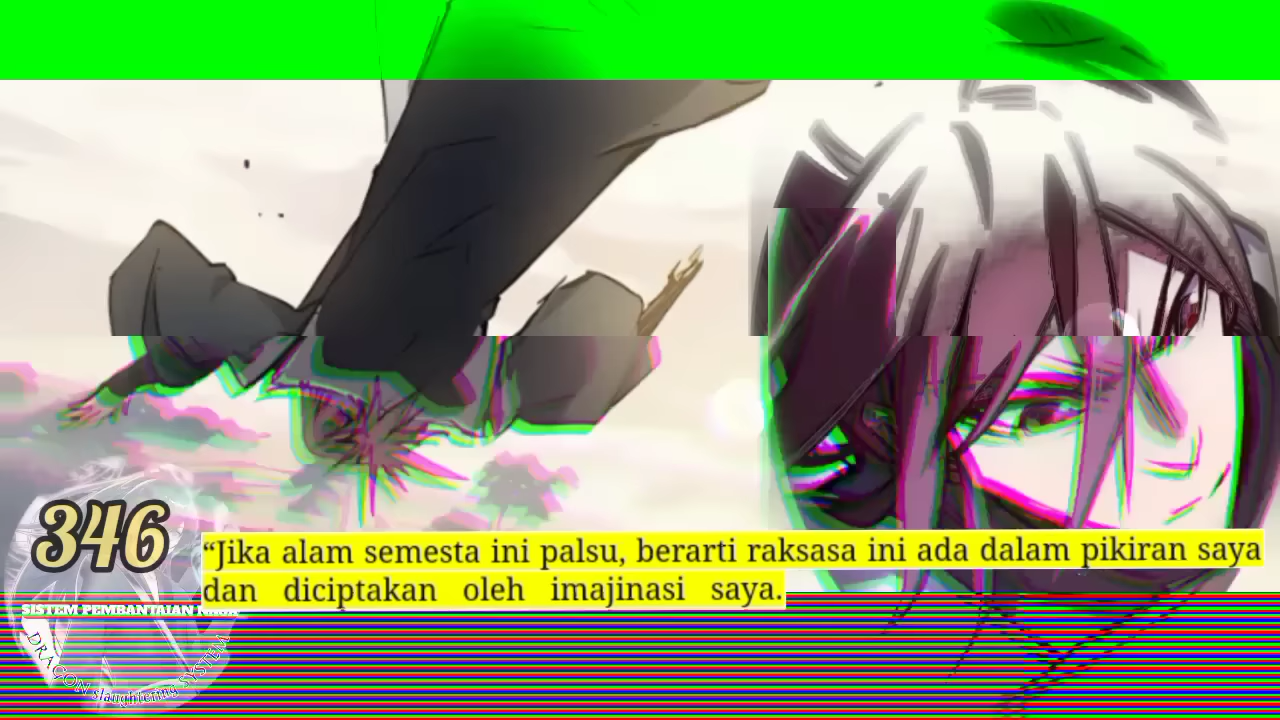 346
“Jika alam semesta ini palsu, berarti raksasa ini ada dalam pikiran saya
dan diciptakan oleh imajinasi saya.
SISTEM PEMBANTAIAN NAGA
DRAGON slaughtering SYSTEM